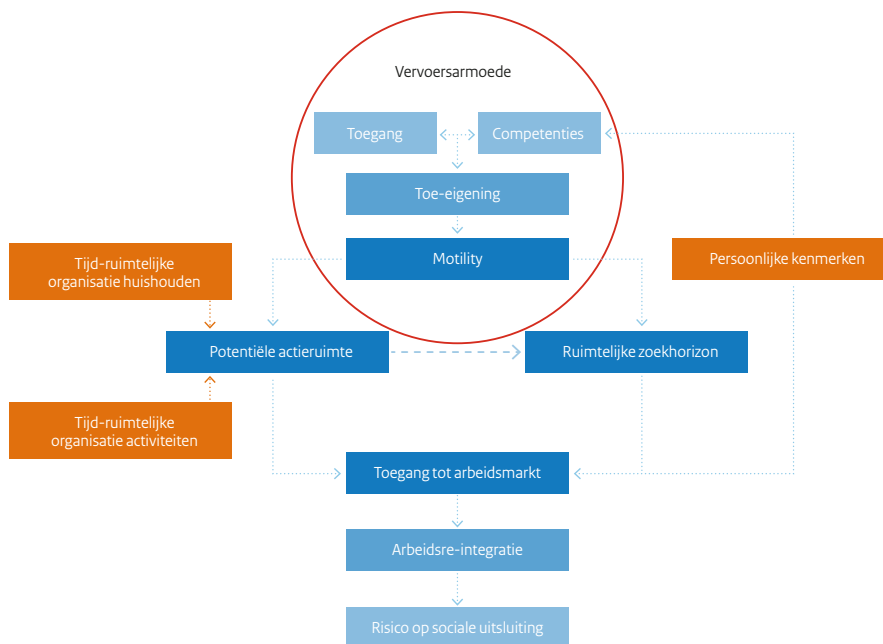 Vervoersarmoede
Toegang
Competenties
Toe-eigening
Tijd-ruimtelijke
organisatie huishouden
Motility
Persoonlijke kenmerken
Potentiële actieruimte
Ruimtelijke zoekhorizon
Tijd-ruimtelijke
organisatie activiteiten
Toegang tot arbeidsmarkt
Arbeidsre-integratie
Risico op sociale uitsluiting